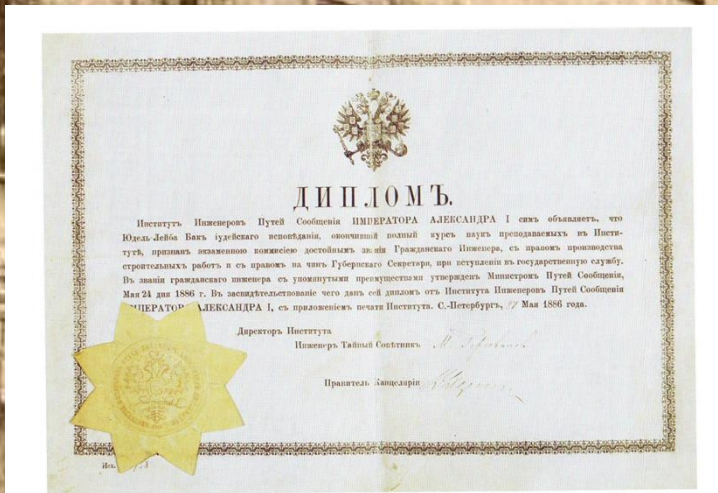 ДИПЛОМЪ.
Институтъ Инженеровъ Путей Сообщенія ИМПЕРАТОРА АЛЕКСАНДРА I симъ объявляетъ, что
Юдель-Лейба Бакъ іудейскаго исповѣданія, окончившій полный курсъ наукъ преподаваемыхъ въ Инсти-
тутѣ, признанъ экзаменною комиссіею достойнымъ званія Гражданскаго Инженера, съ правомъ производства
строительныхъ работъ и съ правомъ на чинъ Губернскаго Секретаря, при вступленіи въ государственную службу.
Въ званіи гражданскаго инженера съ упомянутыми преимуществами утвержденъ Министромъ Путей Сообщенія,
Мая 24 дня 1886 г. Въ засвидѣтельствованіе чего данъ сей дипломъ отъ Института Инженеровъ Путей Сообщенія
ИМПЕРАТОРА АЛЕКСАНДРА I, съ приложеніемъ печати Института. С.-Петербургъ, Мая 1886 года.
Директоръ Института
Инженеръ Тайный Совѣтникъ
Правитель Канцеляріи